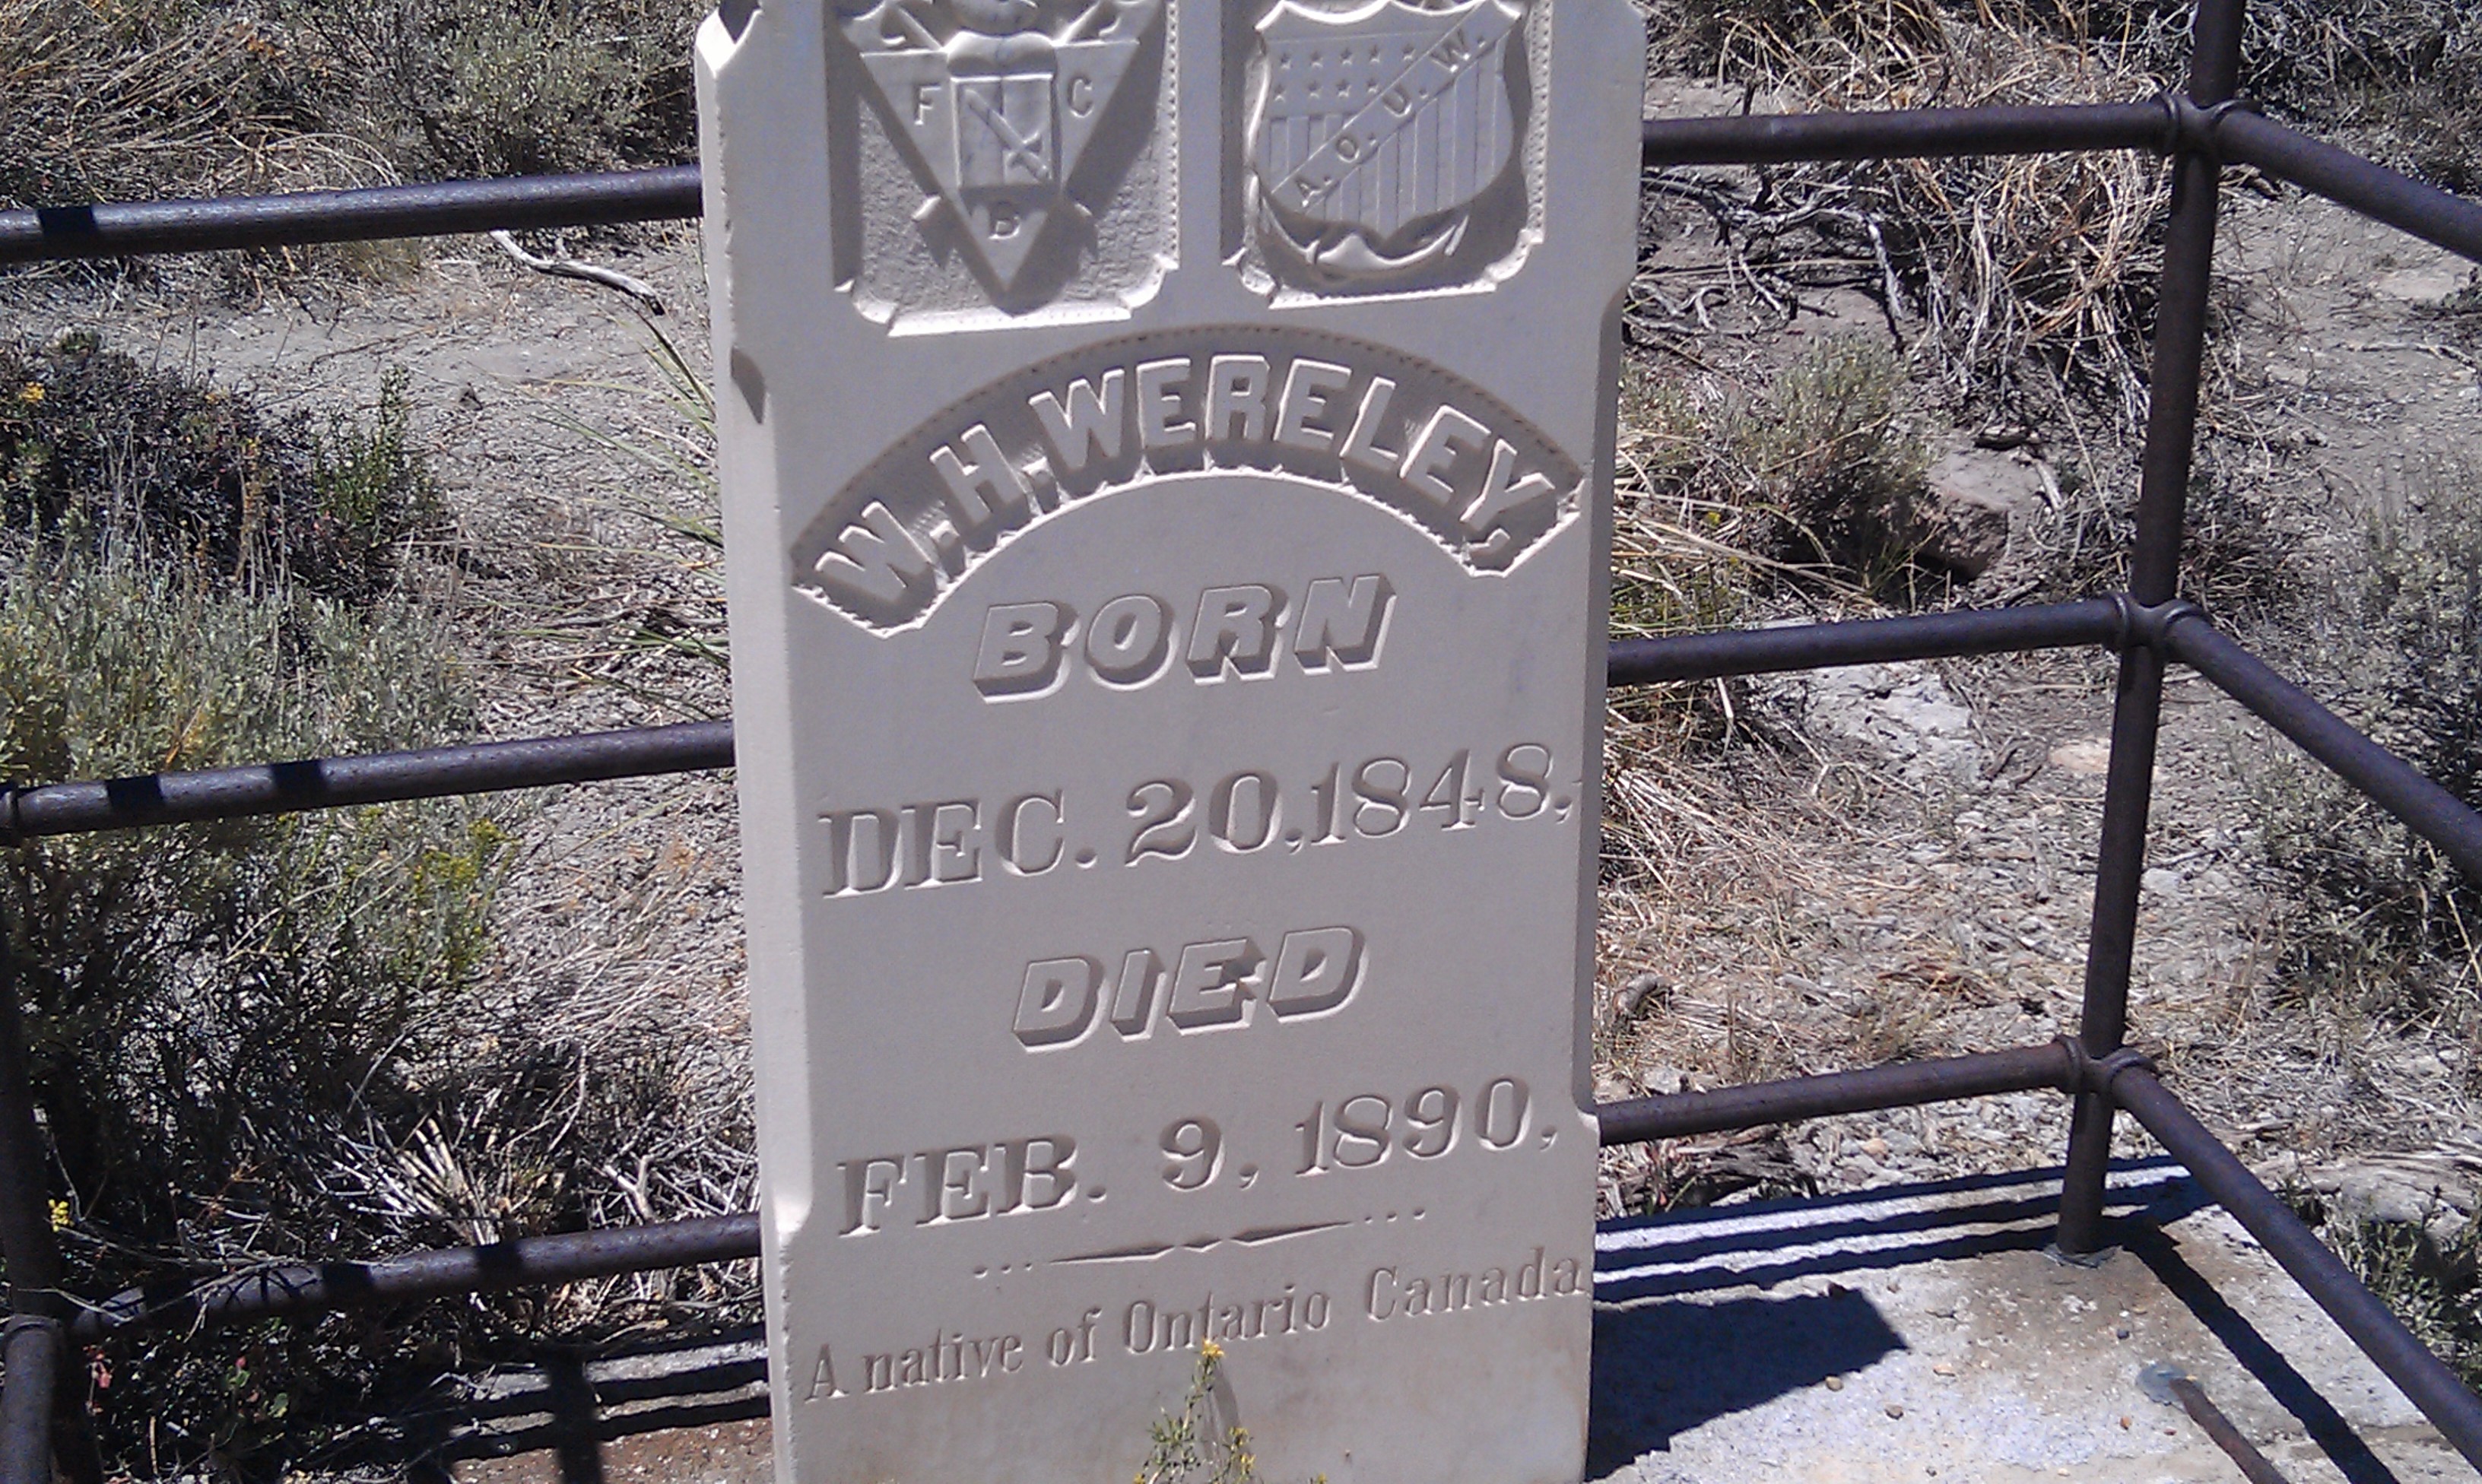 F C
B
A.O.U.W.
W.H.WERELEY,
BORN
DEC. 20,1848,
DIED
FEB. 9, 1890,
A native of Ontario Canada